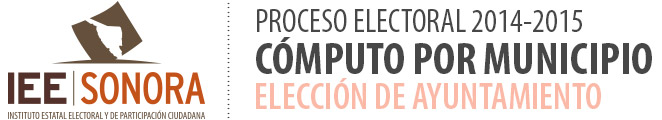 IEE|SONORA
INSTITUTO ESTATAL ELECTORAL Y DE PARTICIPACIÓN CIUDADANA
PROCESO ELECTORAL 2014-2015
CÓMPUTO POR MUNICIPIO
ELECCIÓN DE AYUNTAMIENTO